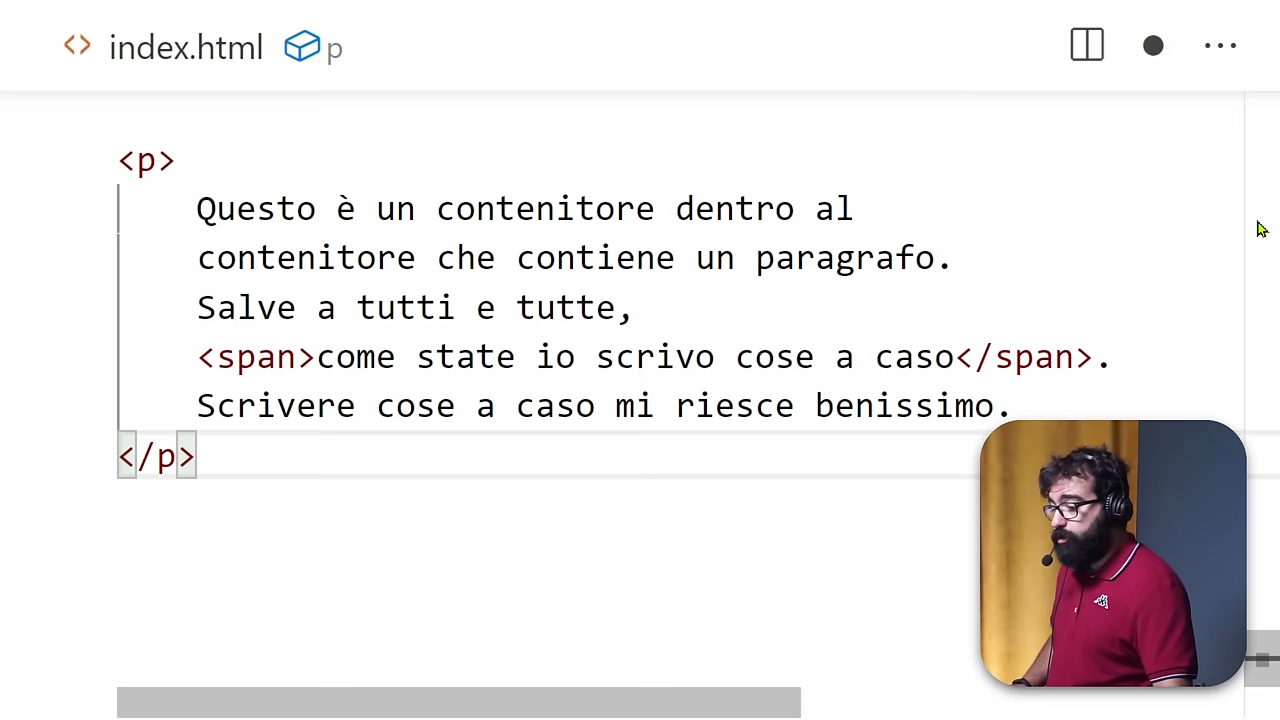 index.html p
<p>
Questo è un contenitore dentro al
contenitore che contiene un paragrafo.
Salve a tutti e tutte,
<span>come state io scrivo cose a caso</span>.
Scrivere cose a caso mi riesce benissimo.
</p>